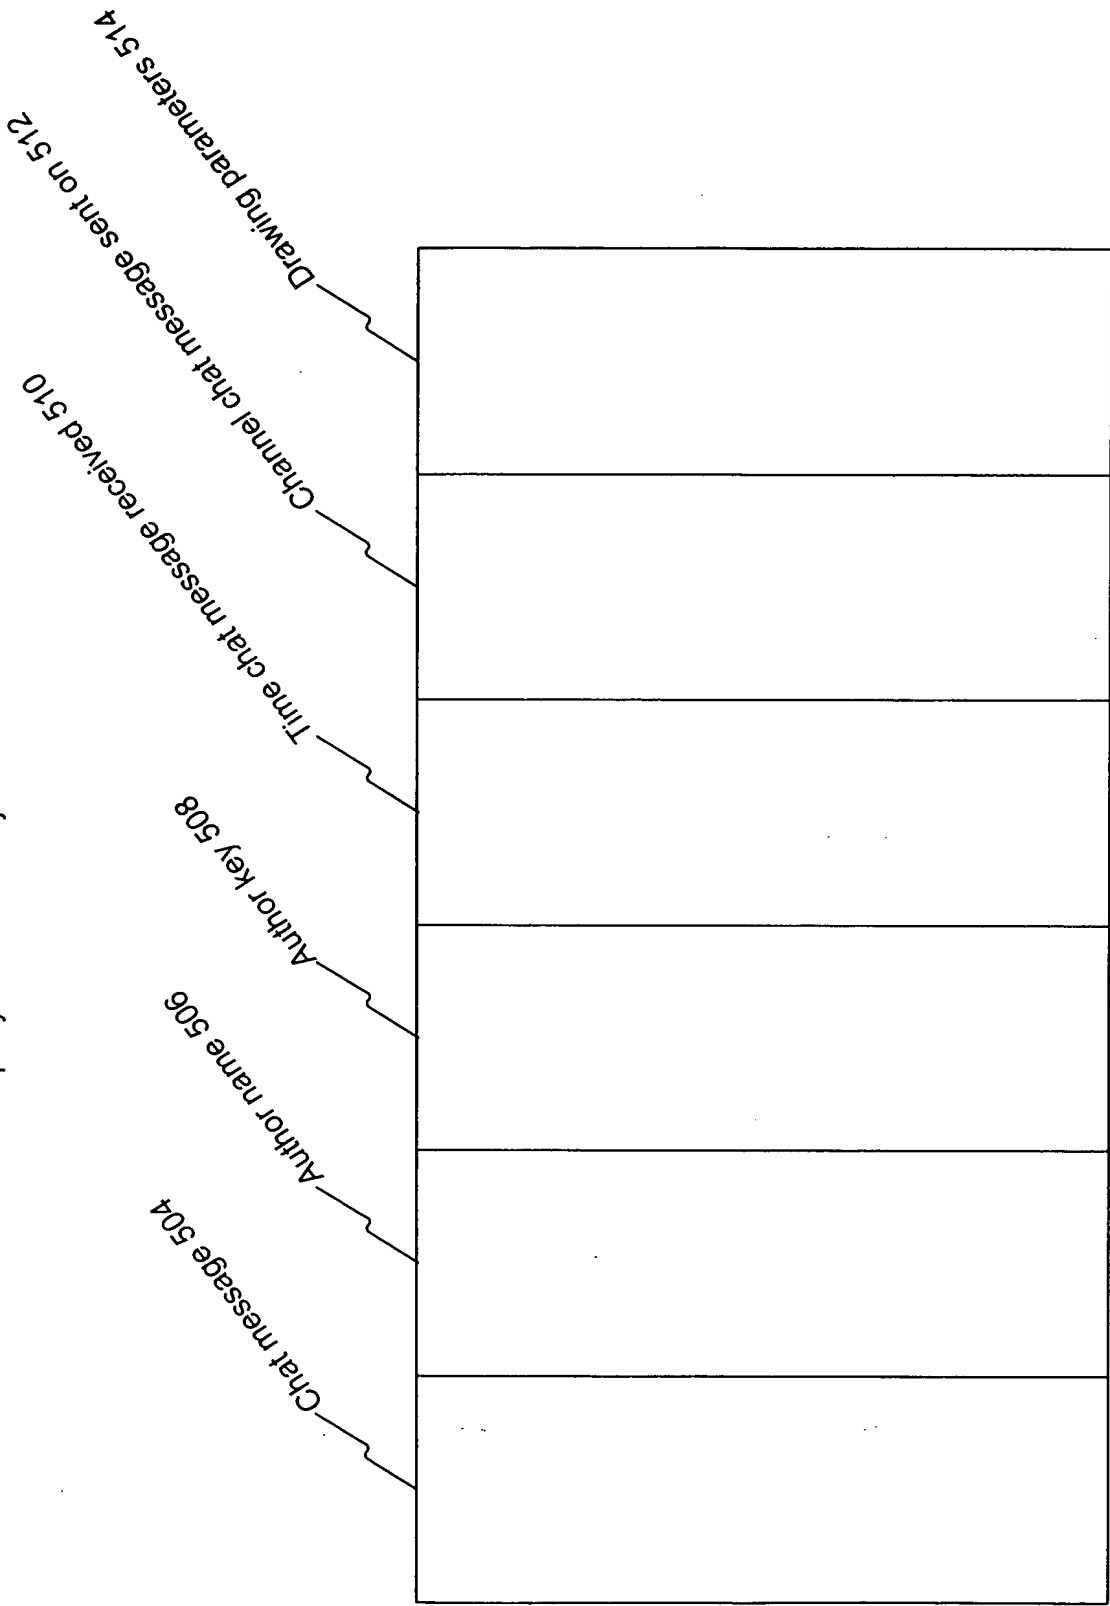 Drawing parameters 514
Channel chat message sent on 512
Time chat message received 510
Author key 508
Author name 506
Chat message 504